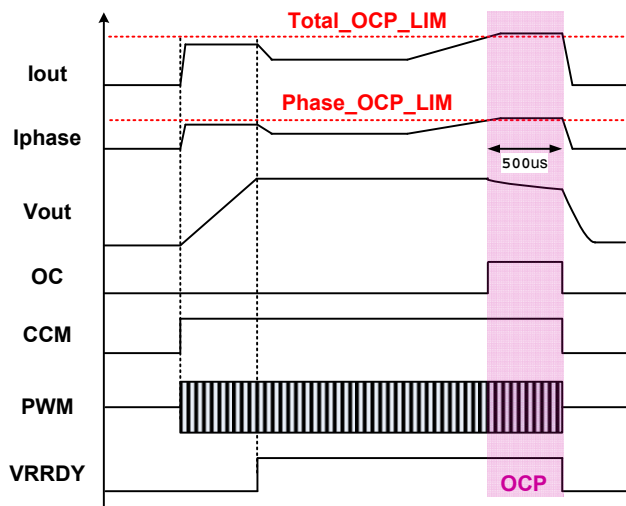 Total_OCP_LIM
Iout
Phase_OCP_LIM
Iphase
500us
Vout
OC
CCM
PWM
VRRDY
OCP